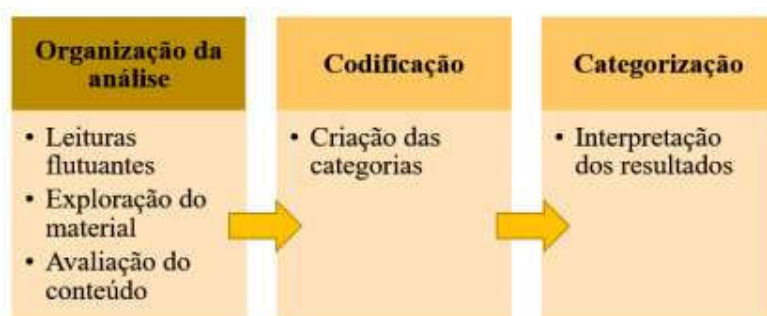 Organização da
análise
• Leituras
flutuantes
• Exploração do
material
• Avaliação do
conteúdo
Codificação
• Criação das
categorias
Categorização
• Interpretação
dos resultados